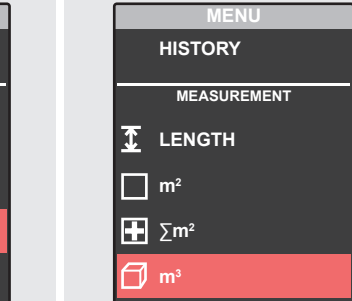 MENU
HISTORY
MEASUREMENT
LENGTH
m²
∑m²
m³